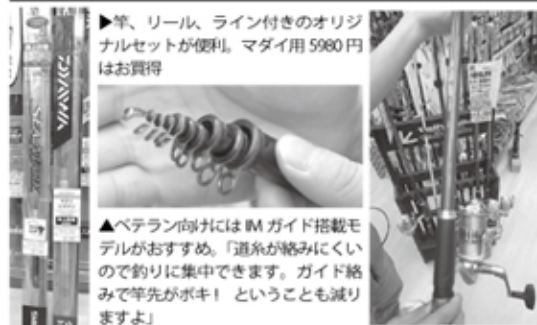 ▶竿、リール、ライン付きのオリジ
ナルセットが便利。マダイ用 5980 円
はお買得
DAIWA
▲ベテラン向けには IM ガイド搭載モ
デルがおすすめ。「道糸が絡みにくい
ので釣りに集中できます。ガイド絡
みで竿先がボキ! ということも減り
ますよ」